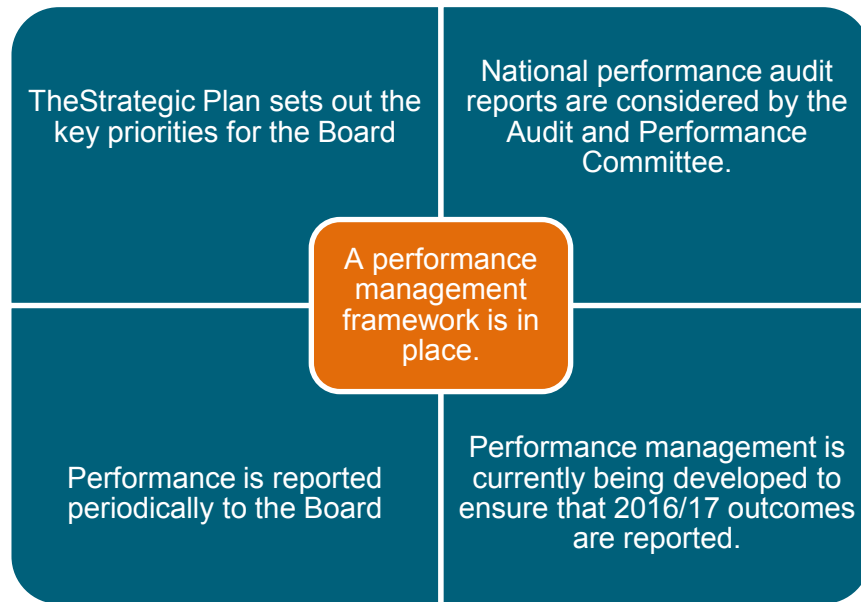 TheStrategic Plan sets out the
key priorities for the Board
National performance audit
reports are considered by the
Audit and Performance
Committee.
A performance
management
framework is in
place.
Performance is reported
periodically to the Board
Performance management is
currently being developed to
ensure that 2016/17 outcomes
are reported.